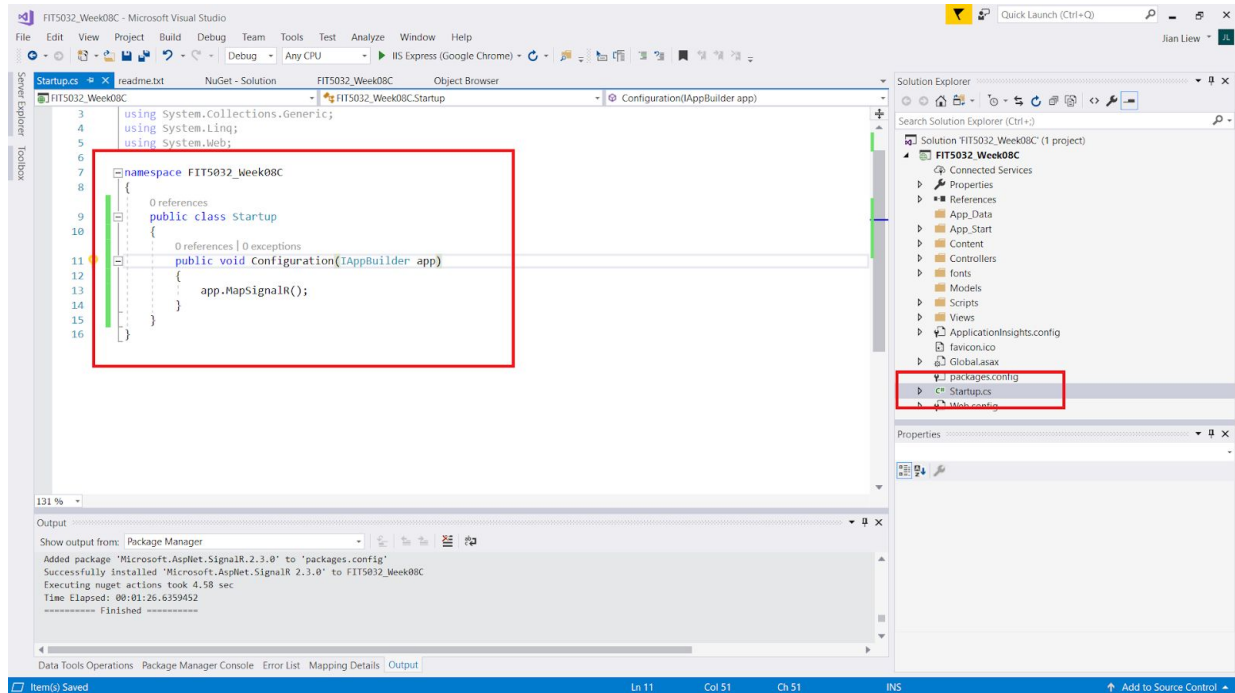 FIT5032_Week08C - Microsoft Visual Studio
Quick Launch (Ctrl+Q)
File Edit View Project Build Debug Team Tools Test Analyze Window Help
Jian Liew JL
Debug Any CPU IIS Express (Google Chrome)
Server Explorer
Toolbox
Startup.cs readme.txt NuGet - Solution FIT5032_Week08C Object Browser
FIT5032_Week08C FIT5032_Week08C.Startup Configuration(IAppBuilder app)
3 using System.Collections.Generic;
4 using System.Linq;
5 using System.Web;
6
7 namespace FIT5032_Week08C
8 {
0 references
9 public class Startup
10 {
0 references | 0 exceptions
11 public void Configuration(IAppBuilder app)
12 {
13 app.MapSignalR();
14 }
15 }
16 }
131 %
Output
Show output from: Package Manager
Added package 'Microsoft.AspNet.SignalR.2.3.0' to 'packages.config'
Successfully installed 'Microsoft.AspNet.SignalR 2.3.0' to FIT5032_Week08C
Executing nuget actions took 4.58 sec
Time Elapsed: 00:01:26.6359452
========== Finished ==========
Data Tools Operations Package Manager Console Error List Mapping Details Output
Solution Explorer
Search Solution Explorer (Ctrl+;)
Solution 'FIT5032_Week08C' (1 project)
FIT5032_Week08C
Connected Services
Properties
References
App_Data
App_Start
Content
Controllers
fonts
Models
Scripts
Views
ApplicationInsights.config
favicon.ico
Global.asax
packages.config
C# Startup.cs
Web.config
Properties
Item(s) Saved Ln 11 Col 51 Ch 51 INS Add to Source Control